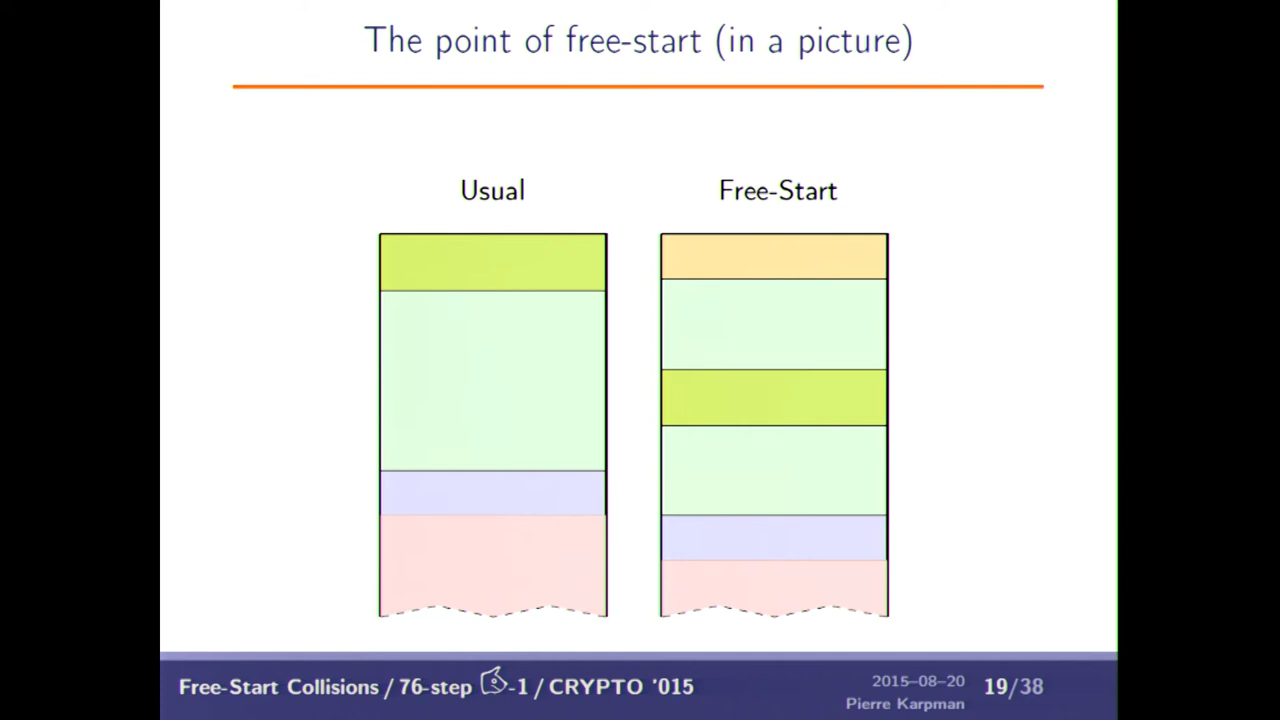 The point of free-start (in a picture)
Usual
Free-Start
Free-Start Collisions / 76-step -1 / CRYPTO '015
2015–08–20
Pierre Karpman
19/38